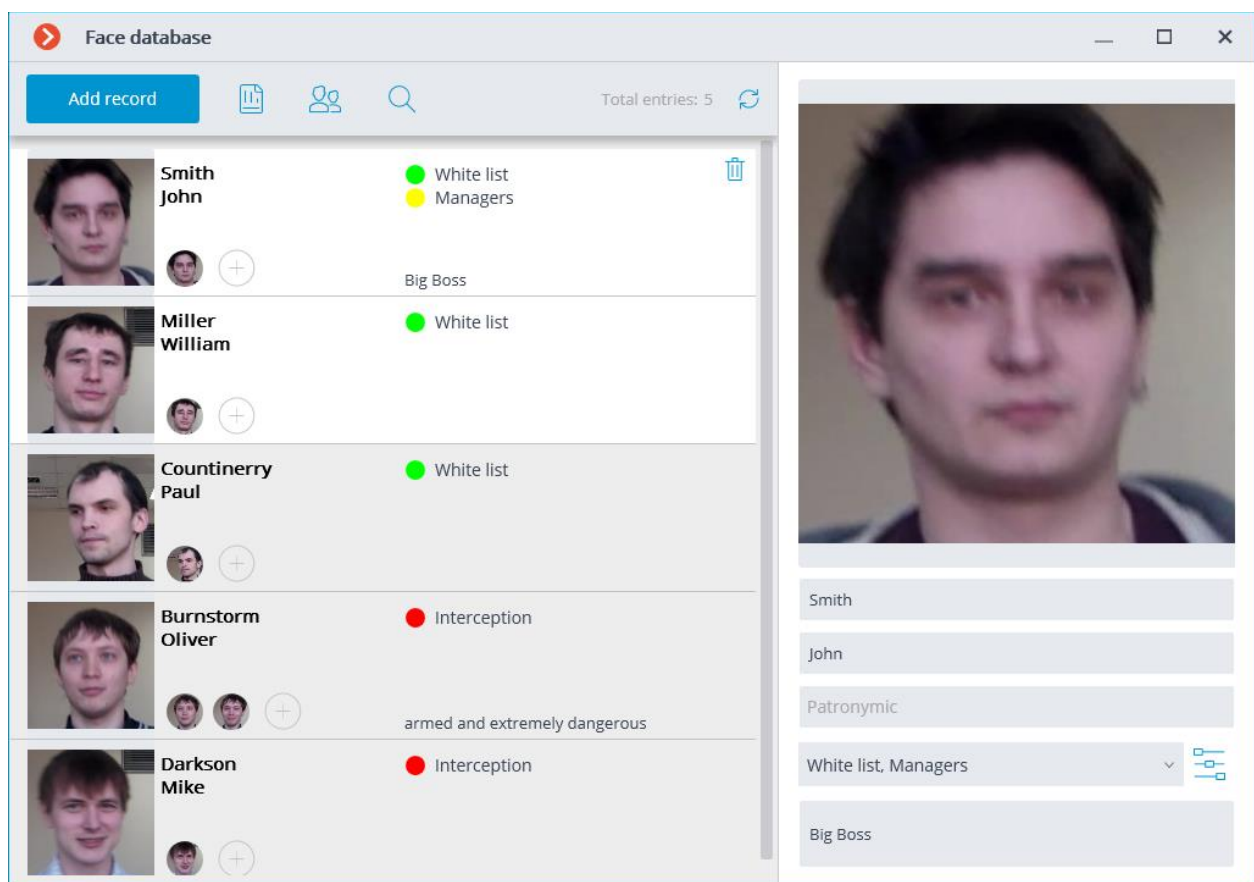 Face database
Add record
Total entries: 5
Smith
John
White list
Managers
Big Boss
Miller
William
White list
Countinerry
Paul
White list
Burnstorm
Oliver
Interception
armed and extremely dangerous
Darkson
Mike
Interception
Smith
John
Patronymic
White list, Managers
Big Boss